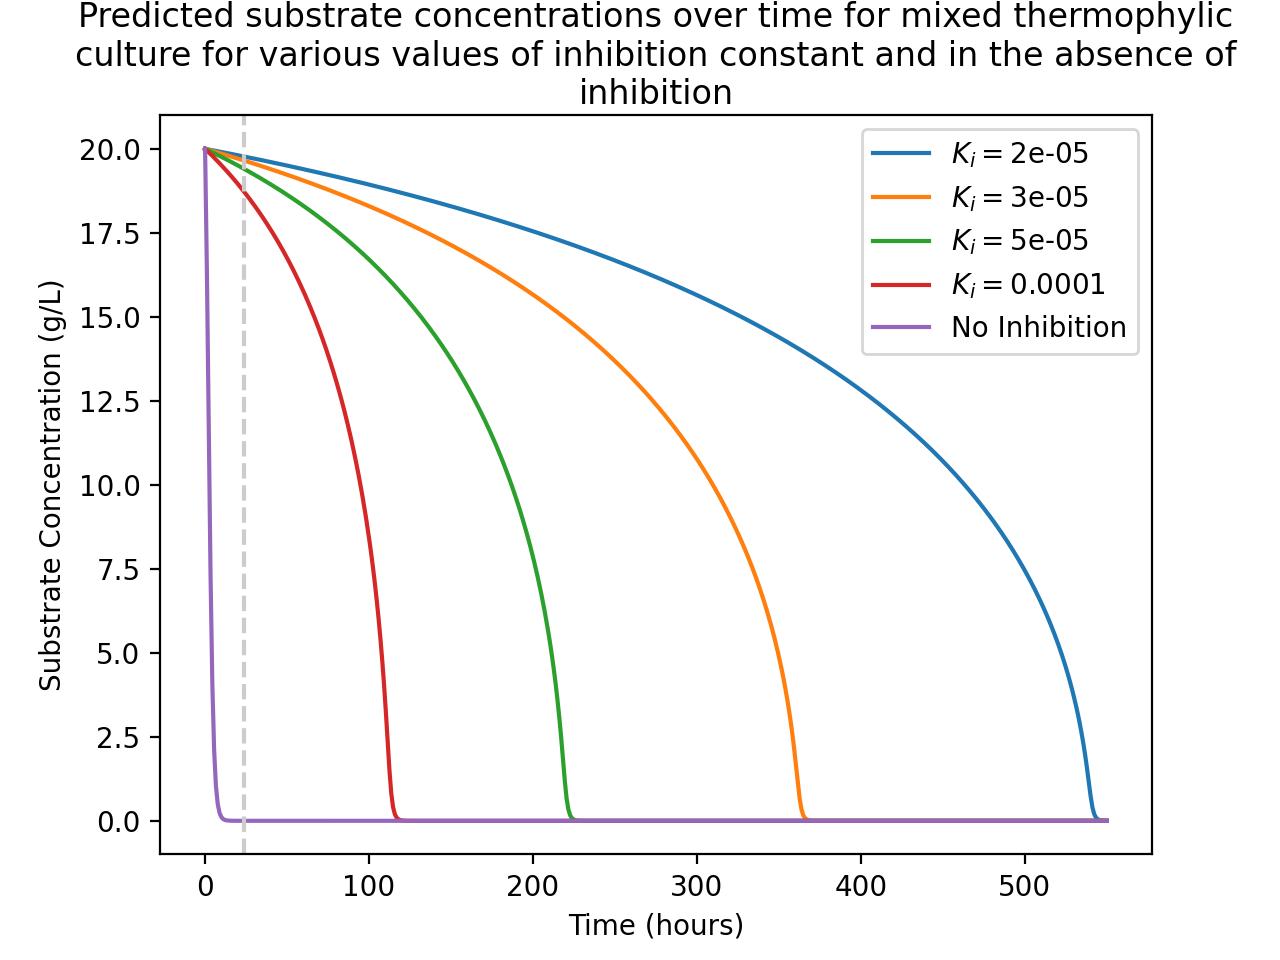 Predicted substrate concentrations over time for mixed thermophylic
culture for various values of inhibition constant and in the absence of
inhibition
20.0
17.5
15.0
12.5
10.0
7.5
5.0
2.5
0.0
Substrate Concentration (g/L)
K_i = 2e-05
K_i = 3e-05
K_i = 5e-05
K_i = 0.0001
No Inhibition
0 100 200 300 400 500
Time (hours)